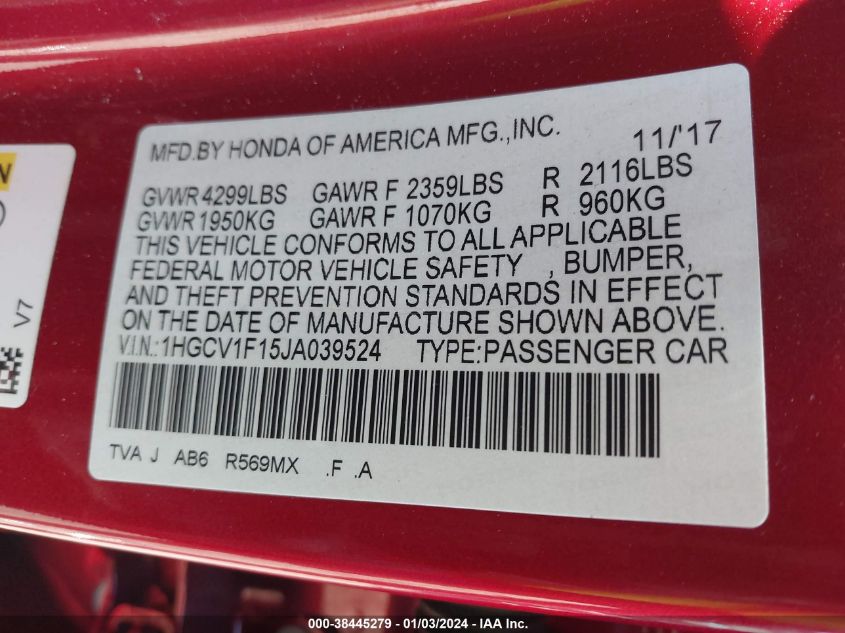 MFD.BY HONDA OF AMERICA MFG.,INC. 11/'17
GVWR 4299LBS GAWR F 2359LBS R 2116LBS
GVWR 1950KG GAWR F 1070KG R 960KG
THIS VEHICLE CONFORMS TO ALL APPLICABLE
FEDERAL MOTOR VEHICLE SAFETY , BUMPER,
AND THEFT PREVENTION STANDARDS IN EFFECT
ON THE DATE OF MANUFACTURE SHOWN ABOVE.
V.I.N.:1HGCV1F15JA039524 TYPE:PASSENGER CAR
TVA J AB6 R569MX .F .A
N
V7
000-38445279 - 01/03/2024 - IAA Inc.